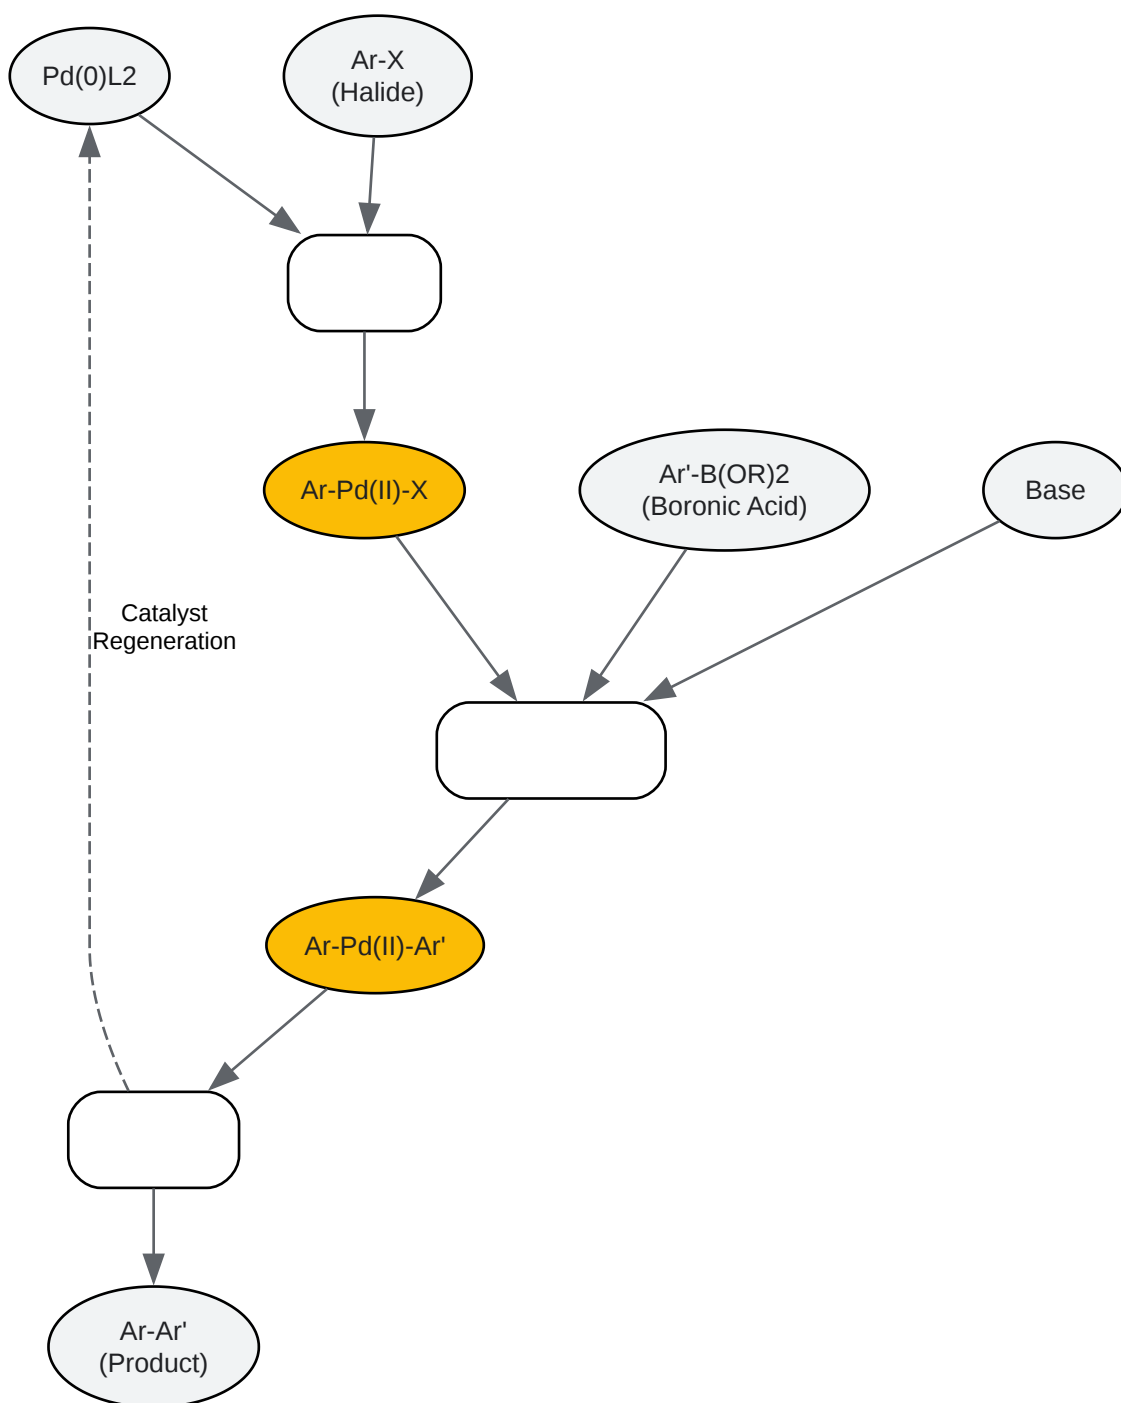 Pd(0)L2
Ar-X
(Halide)
Ar-Pd(II)-X
Ar'-B(OR)2
(Boronic Acid)
Base
Catalyst
Regeneration
Ar-Pd(II)-Ar'
Ar-Ar'
(Product)